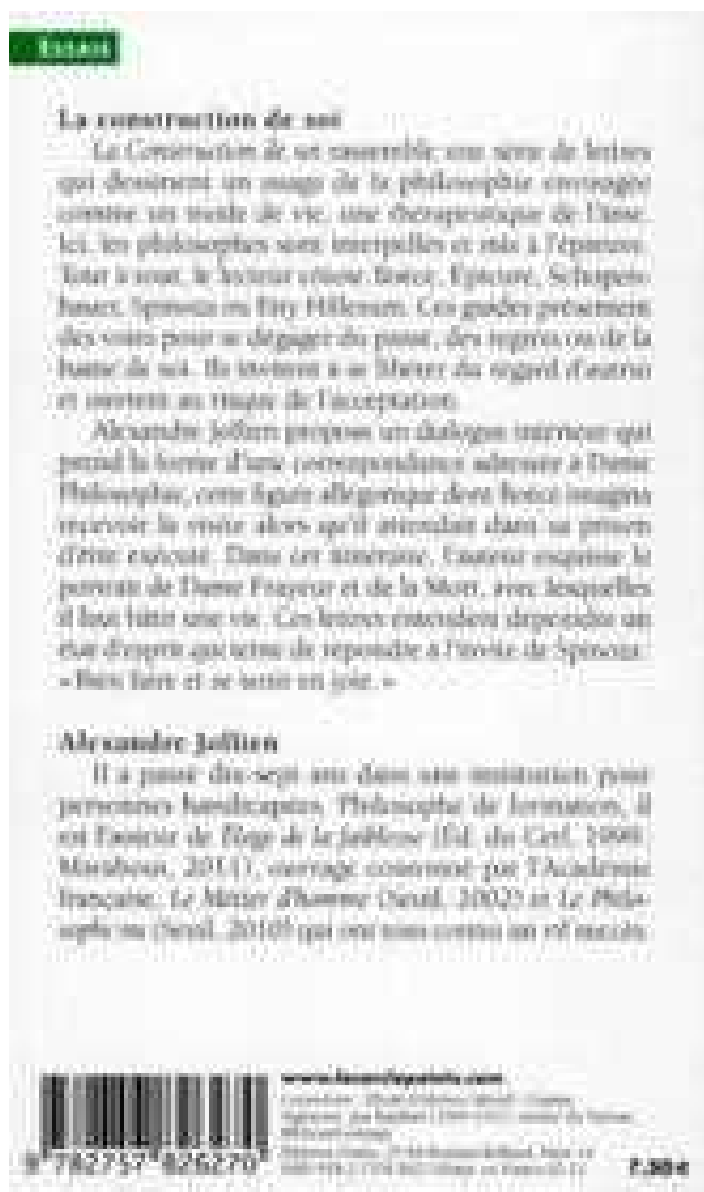 ESSAIS
La construction de soi
La Construction de soi rassemble une série de lettres
qui dessinent un usage de la philosophie envisagée
comme un mode de vie, une thérapeutique de l'âme.
Ici, les philosophes sont interpellés et mis à l'épreuve.
Tour à tour, le lecteur croise Boèce, Épicure, Schopen-
hauer, Spinoza ou Etty Hillesum. Ces guides présentent
des voies pour se dégager du passé, des regrets ou de la
haine de soi. Ils invitent à se libérer du regard d'autrui
et ouvrent au risque de l'acceptation.
Alexandre Jollien propose un dialogue intérieur qui
prend la forme d'une correspondance adressée à Dame
Philosophie, cette figure allégorique dont Boèce imagina
recevoir la visite alors qu'il attendait dans sa prison
d'être exécuté. Dans cet itinéraire, l'auteur esquisse le
portrait de Dame Frayeur et de la Mort, avec lesquelles
il faut bâtir une vie. Ces lettres entendent dépeindre un
état d'esprit qui tente de répondre à l'invite de Spinoza :
« Bien faire et se tenir en joie. »
Alexandre Jollien
Il a passé dix-sept ans dans une institution pour
personnes handicapées. Philosophe de formation, il
est l'auteur de Éloge de la faiblesse (Éd. du Cerf, 1999,
Marabout, 2011), ouvrage couronné par l'Académie
française, Le Métier d'homme (Seuil, 2002) et Le Philo-
sophe nu (Seuil, 2010) qui ont tous connu un vif succès.
www.lecerclepoints.com
9 782757 826270